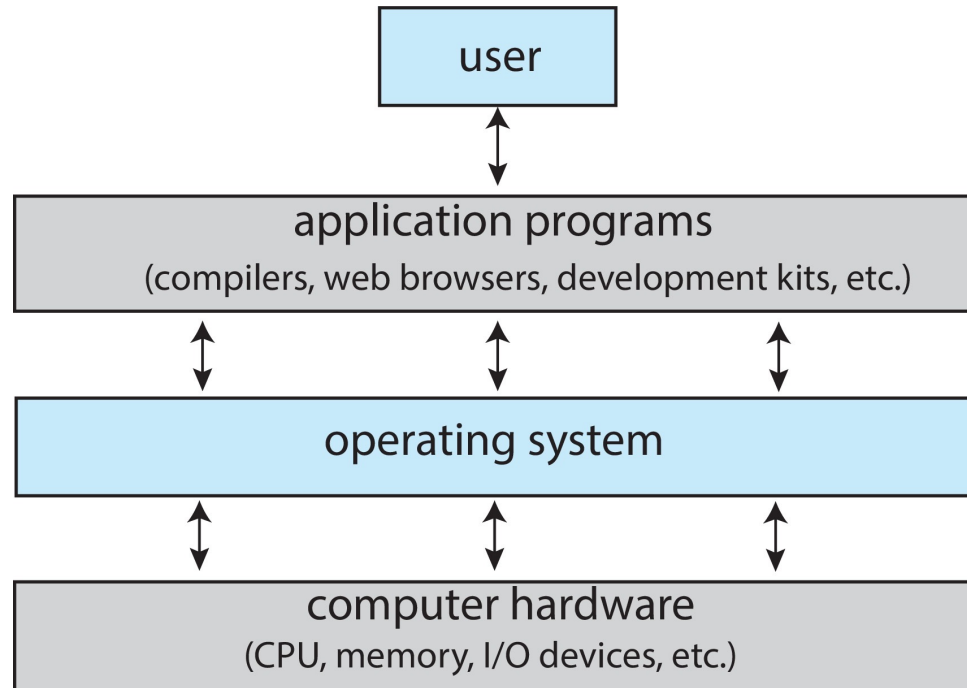 user
application programs
(compilers, web browsers, development kits, etc.)
operating system
computer hardware
(CPU, memory, I/O devices, etc.)